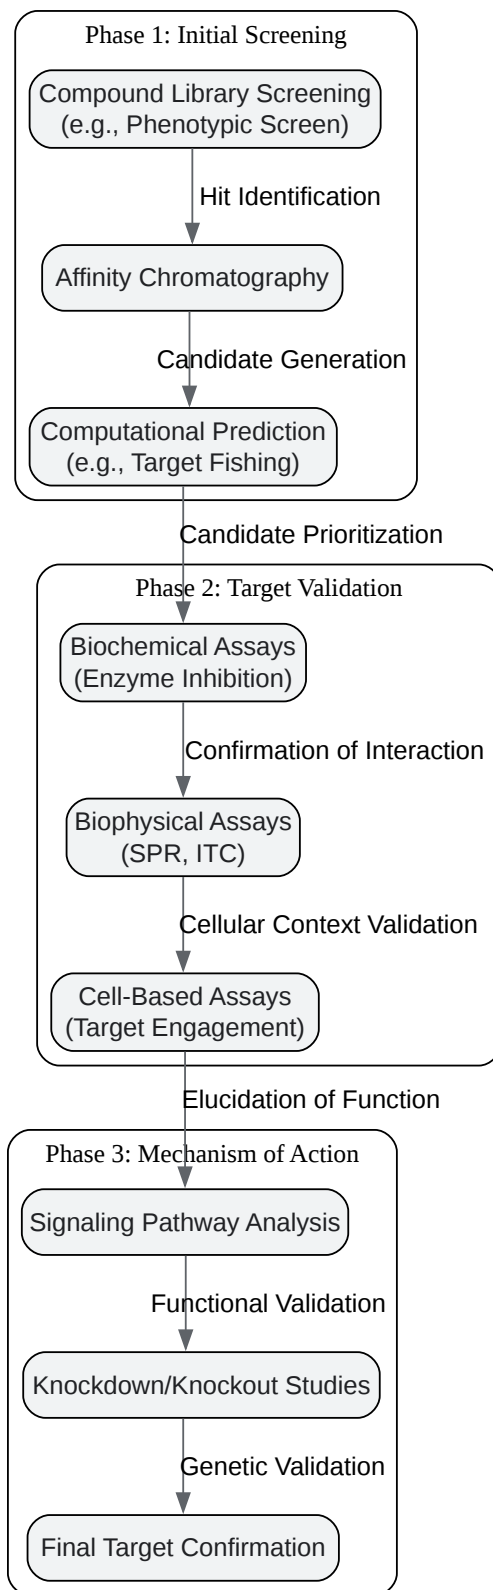 Phase 1: Initial Screening
Compound Library Screening
(e.g., Phenotypic Screen)
Hit Identification
Affinity Chromatography
Candidate Generation
Computational Prediction
(e.g., Target Fishing)
Candidate Prioritization
Phase 2: Target Validation
Biochemical Assays
(Enzyme Inhibition)
Confirmation of Interaction
Biophysical Assays
(SPR, ITC)
Cellular Context Validation
Cell-Based Assays
(Target Engagement)
Elucidation of Function
Phase 3: Mechanism of Action
Signaling Pathway Analysis
Functional Validation
Knockdown/Knockout Studies
Genetic Validation
Final Target Confirmation